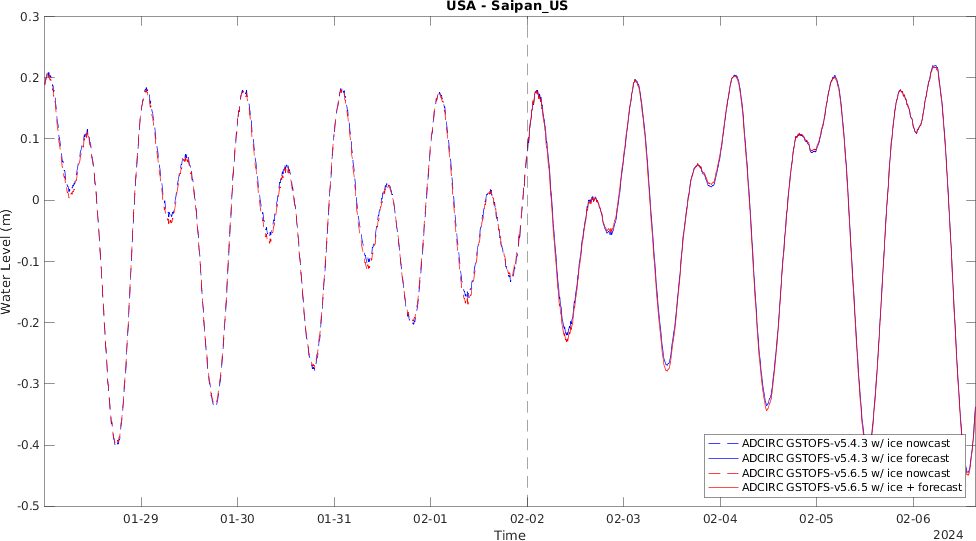 USA - Saipan_US
0.3
0.2
0.1
0
-0.1
-0.2
-0.3
-0.4
-0.5
Water Level (m)
ADCIRC GSTOFS-v5.4.3 w/ ice nowcast
ADCIRC GSTOFS-v5.4.3 w/ ice forecast
ADCIRC GSTOFS-v5.6.5 w/ ice nowcast
ADCIRC GSTOFS-v5.6.5 w/ ice + forecast
01-29 01-30 01-31 02-01 02-02 02-03 02-04 02-05 02-06
Time
2024